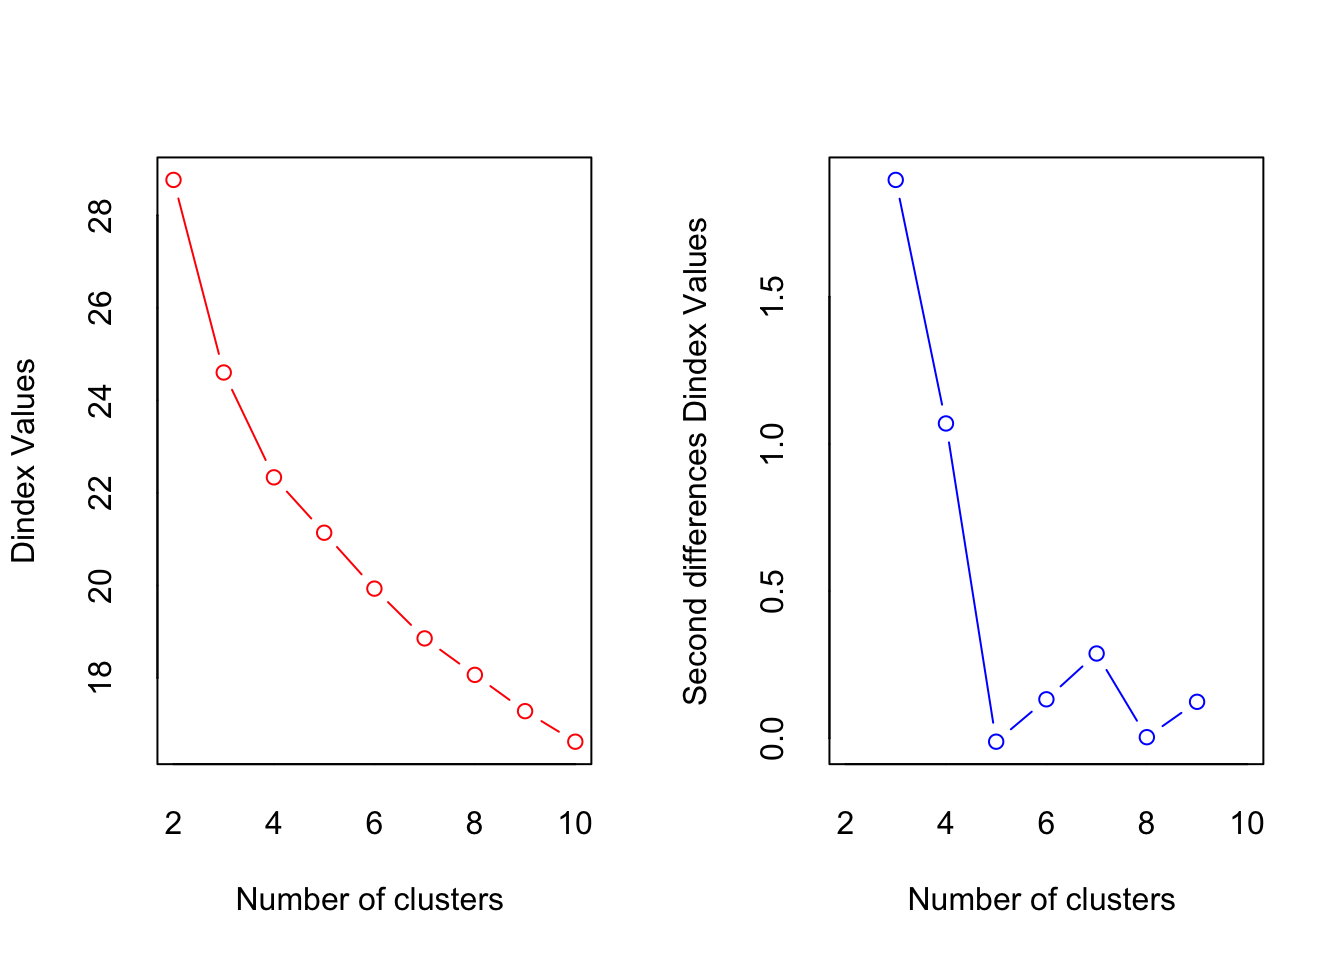 Dindex Values
28
26
24
22
20
18
2 4 6 8 10
Number of clusters
Second differences Dindex Values
1.5
1.0
0.5
0.0
2 4 6 8 10
Number of clusters